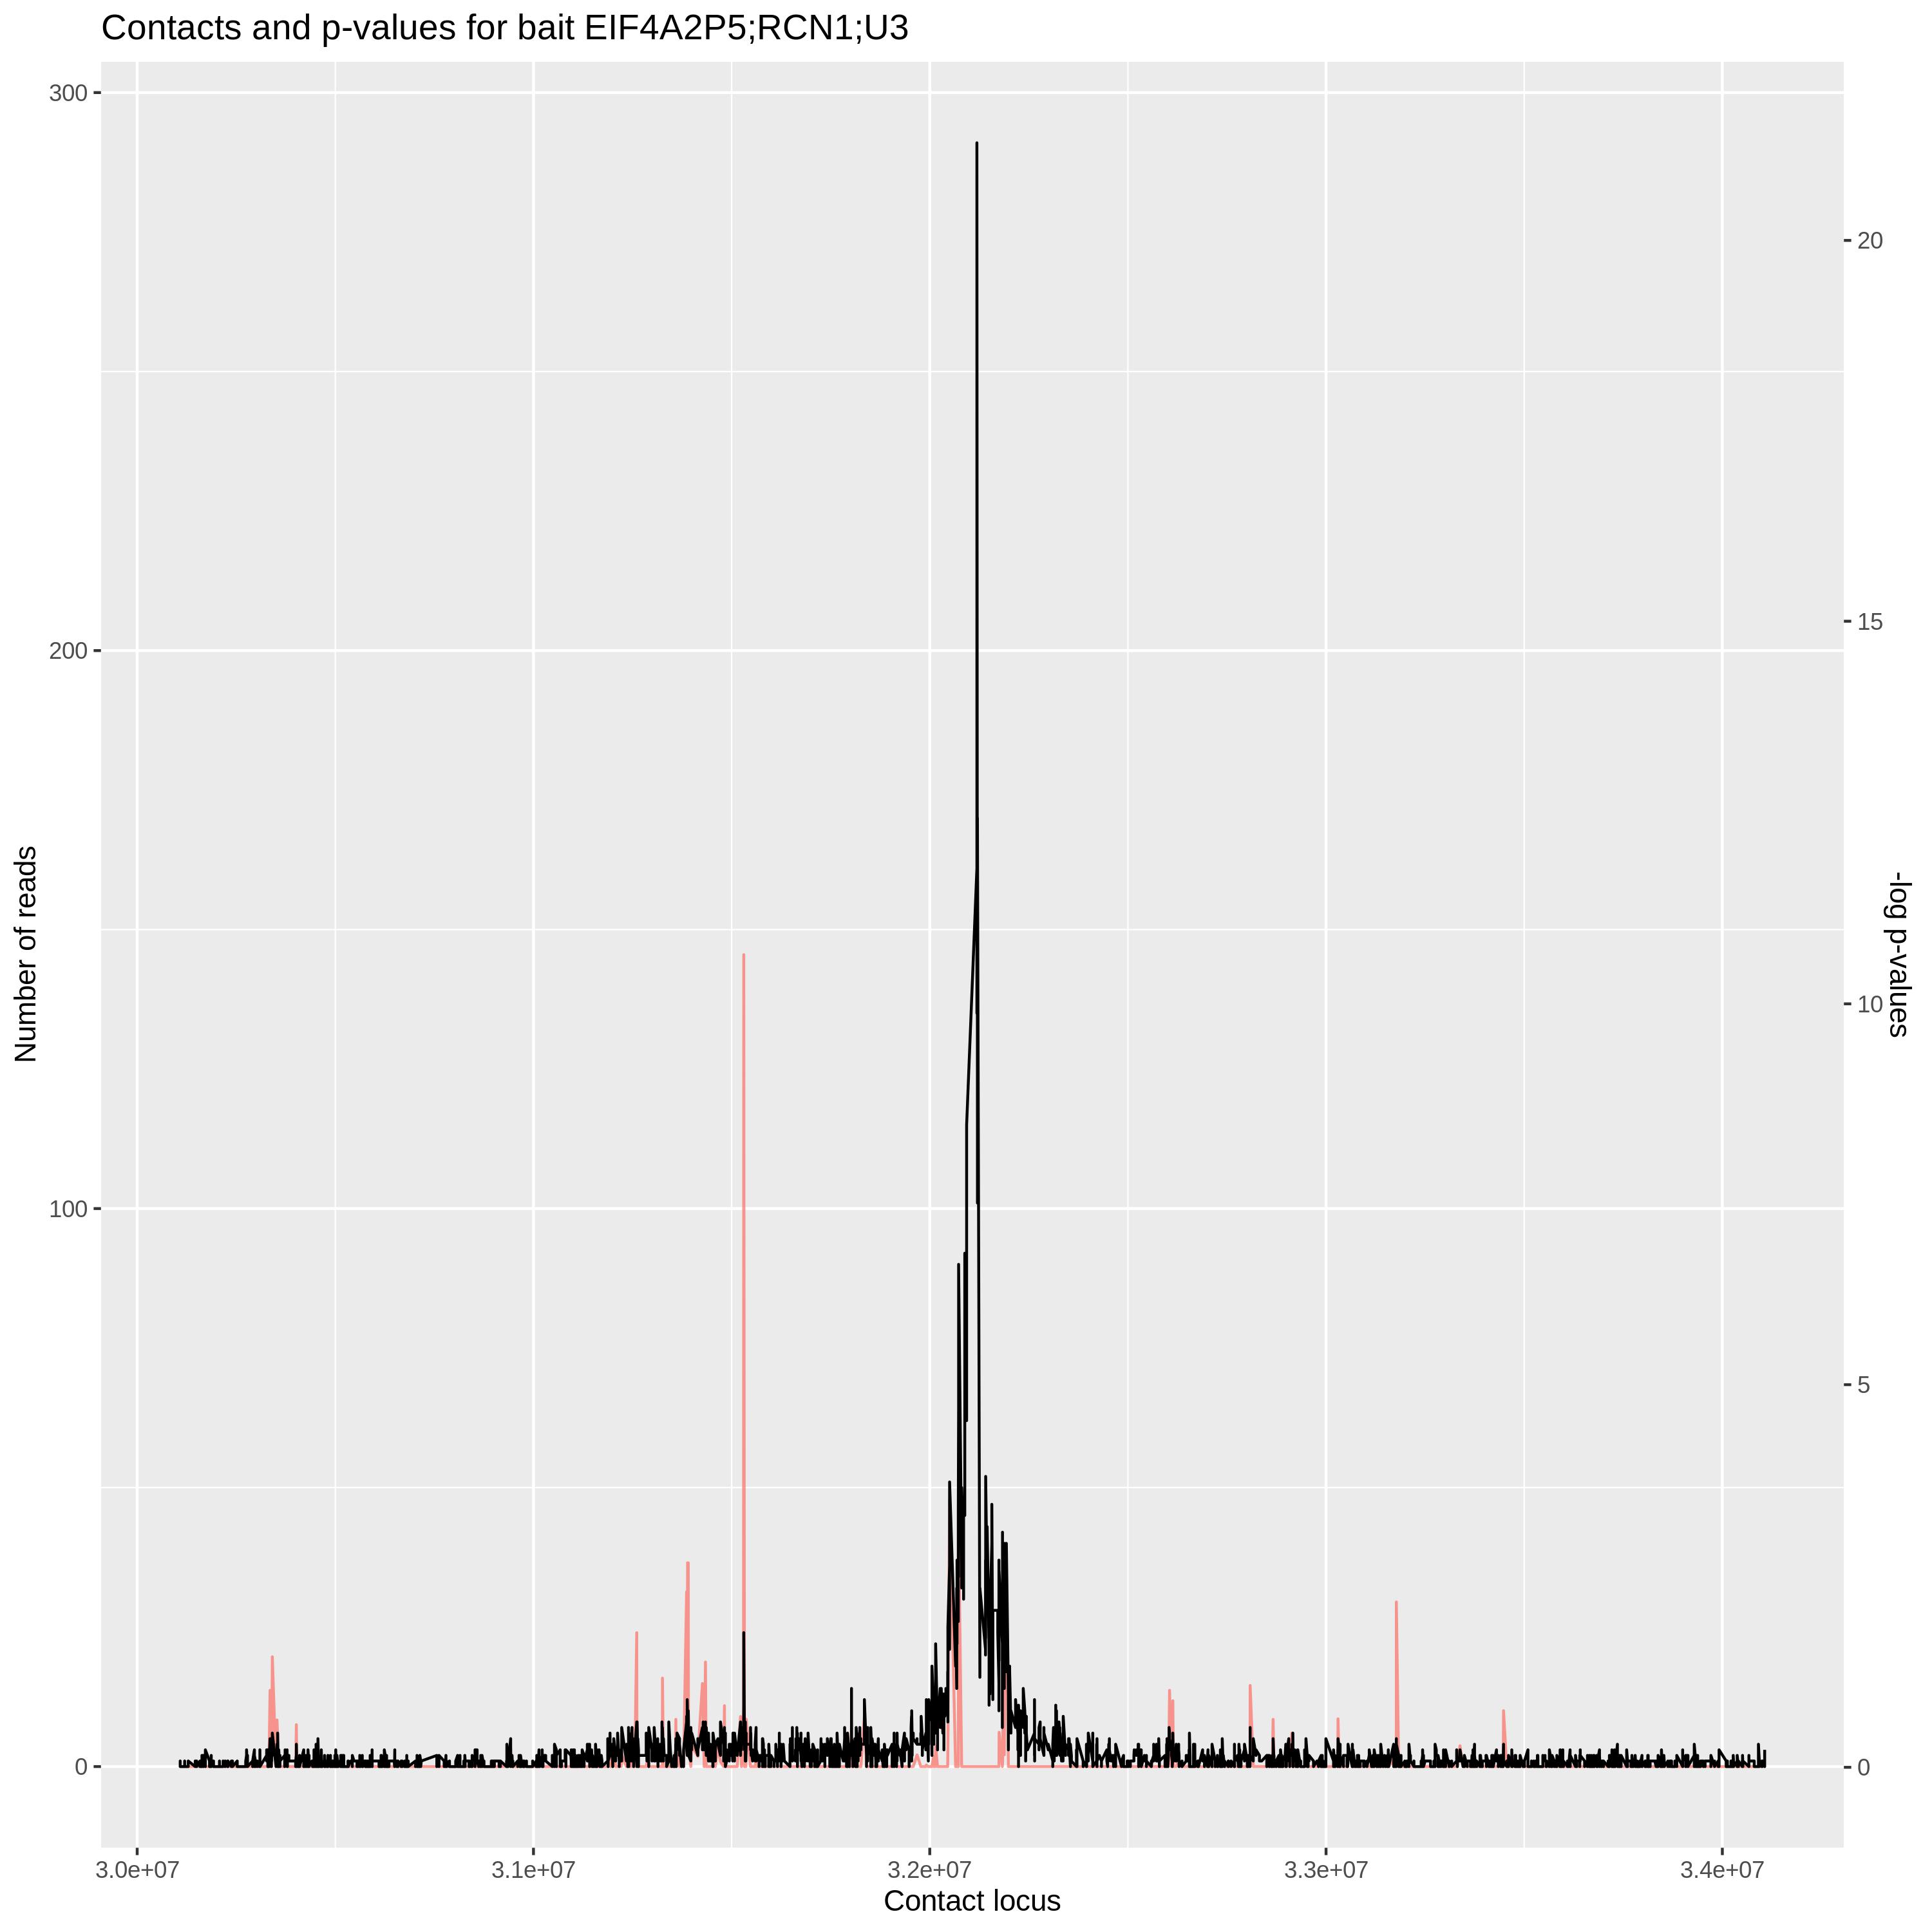 Contacts and p-values for bait EIF4A2P5;RCN1;U3
300
200
100
0
Number of reads
20
15
10
5
0
-log p-values
3.0e+07 3.1e+07 3.2e+07 3.3e+07 3.4e+07
Contact locus